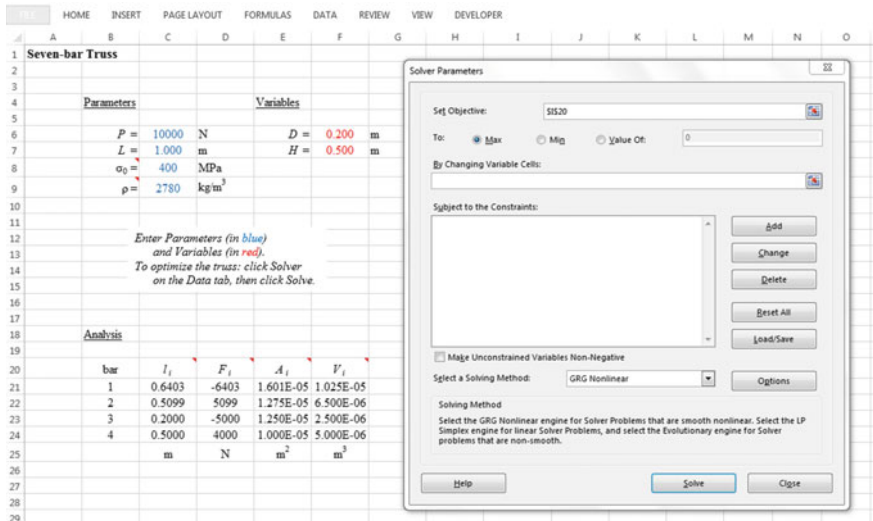 HOME INSERT PAGE LAYOUT FORMULAS DATA REVIEW VIEW DEVELOPER
A B C D E F G H I J K L M N O
1 Seven-bar Truss
2
3
4 Parameters Variables
5
6 P = 10000 N D = 0.200 m
7 L = 1.000 m H = 0.500 m
8 σ0 = 400 MPa
9 ρ = 2780 kg/m³
10
11
12 Enter Parameters (in blue)
13 and Variables (in red).
14 To optimize the truss: click Solver
15 on the Data tab, then click Solve.
16
17
18 Analysis
19
20 bar l i F i A i V i
21 1 0.6403 -6403 1.601E-05 1.025E-05
22 2 0.5099 5099 1.275E-05 6.500E-06
23 3 0.2000 -5000 1.250E-05 2.500E-06
24 4 0.5000 4000 1.000E-05 5.000E-06
25 m N m² m³
26
27
28
29
Solver Parameters
Set Objective: $I$20
To: Max Min Value Of: 0
By Changing Variable Cells:
Subject to the Constraints:
Add
Change
Delete
Reset All
Load/Save
Make Unconstrained Variables Non-Negative
Select a Solving Method: GRG Nonlinear Options
Solving Method
Select the GRG Nonlinear engine for Solver Problems that are smooth nonlinear. Select the LP
Simplex engine for linear Solver Problems, and select the Evolutionary engine for Solver
problems that are non-smooth.
Help Solve Close